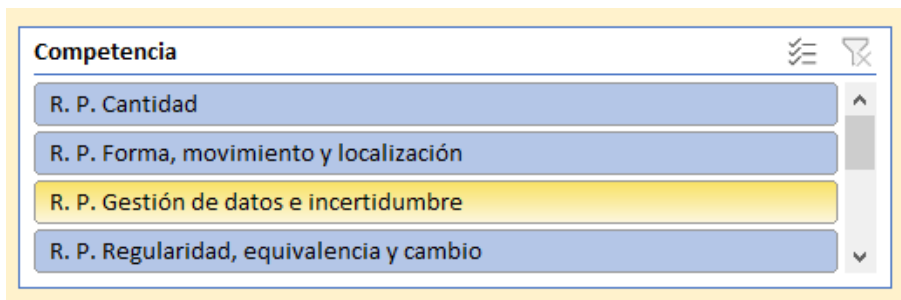 Competencia
R. P. Cantidad
R. P. Forma, movimiento y localización
R. P. Gestión de datos e incertidumbre
R. P. Regularidad, equivalencia y cambio